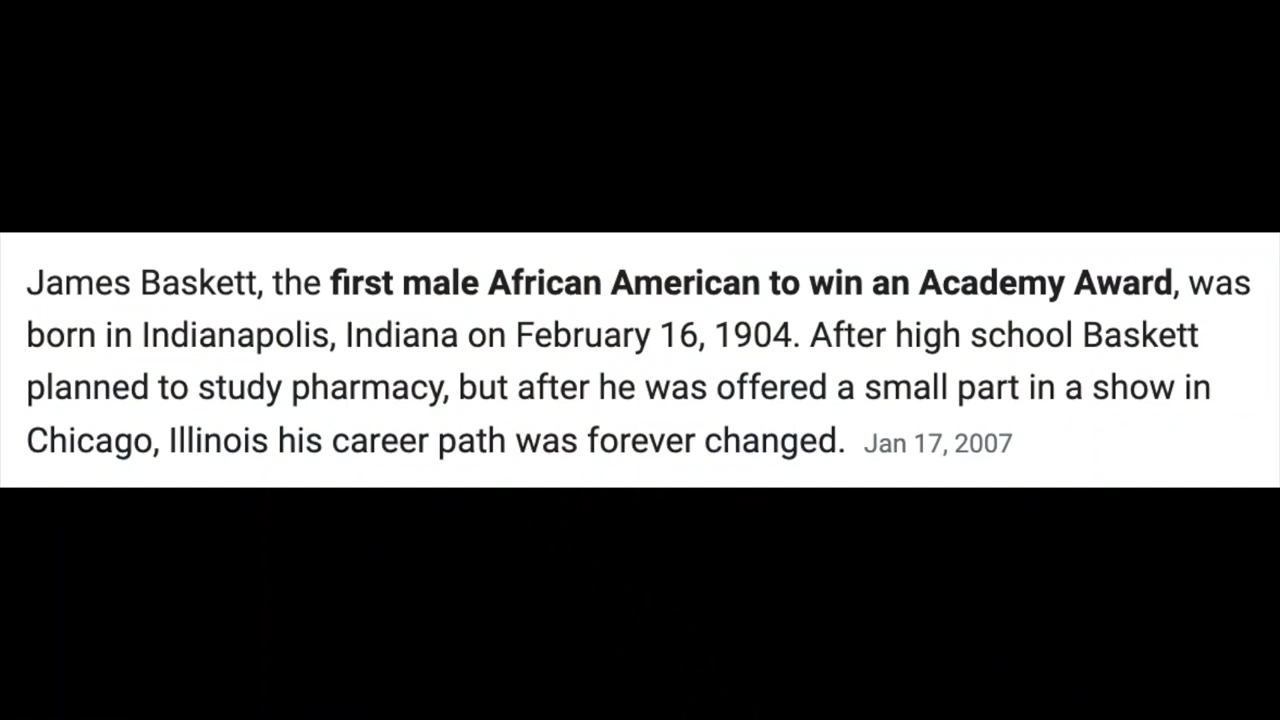 James Baskett, the first male African American to win an Academy Award, was
born in Indianapolis, Indiana on February 16, 1904. After high school Baskett
planned to study pharmacy, but after he was offered a small part in a show in
Chicago, Illinois his career path was forever changed. Jan 17, 2007